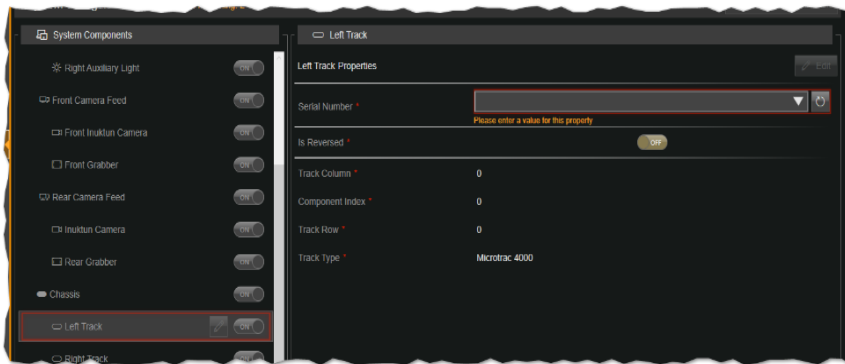 System Components
Right Auxiliary Light ON
Front Camera Feed ON
Front Inuktun Camera ON
Front Grabber ON
Rear Camera Feed ON
Inuktun Camera ON
Rear Grabber ON
Chassis ON
Left Track ON
Right Track ON
Left Track
Left Track Properties Edit
Serial Number *
Please enter a value for this property
Is Reversed * OFF
Track Column * 0
Component Index * 0
Track Row * 0
Track Type * Microtrac 4000